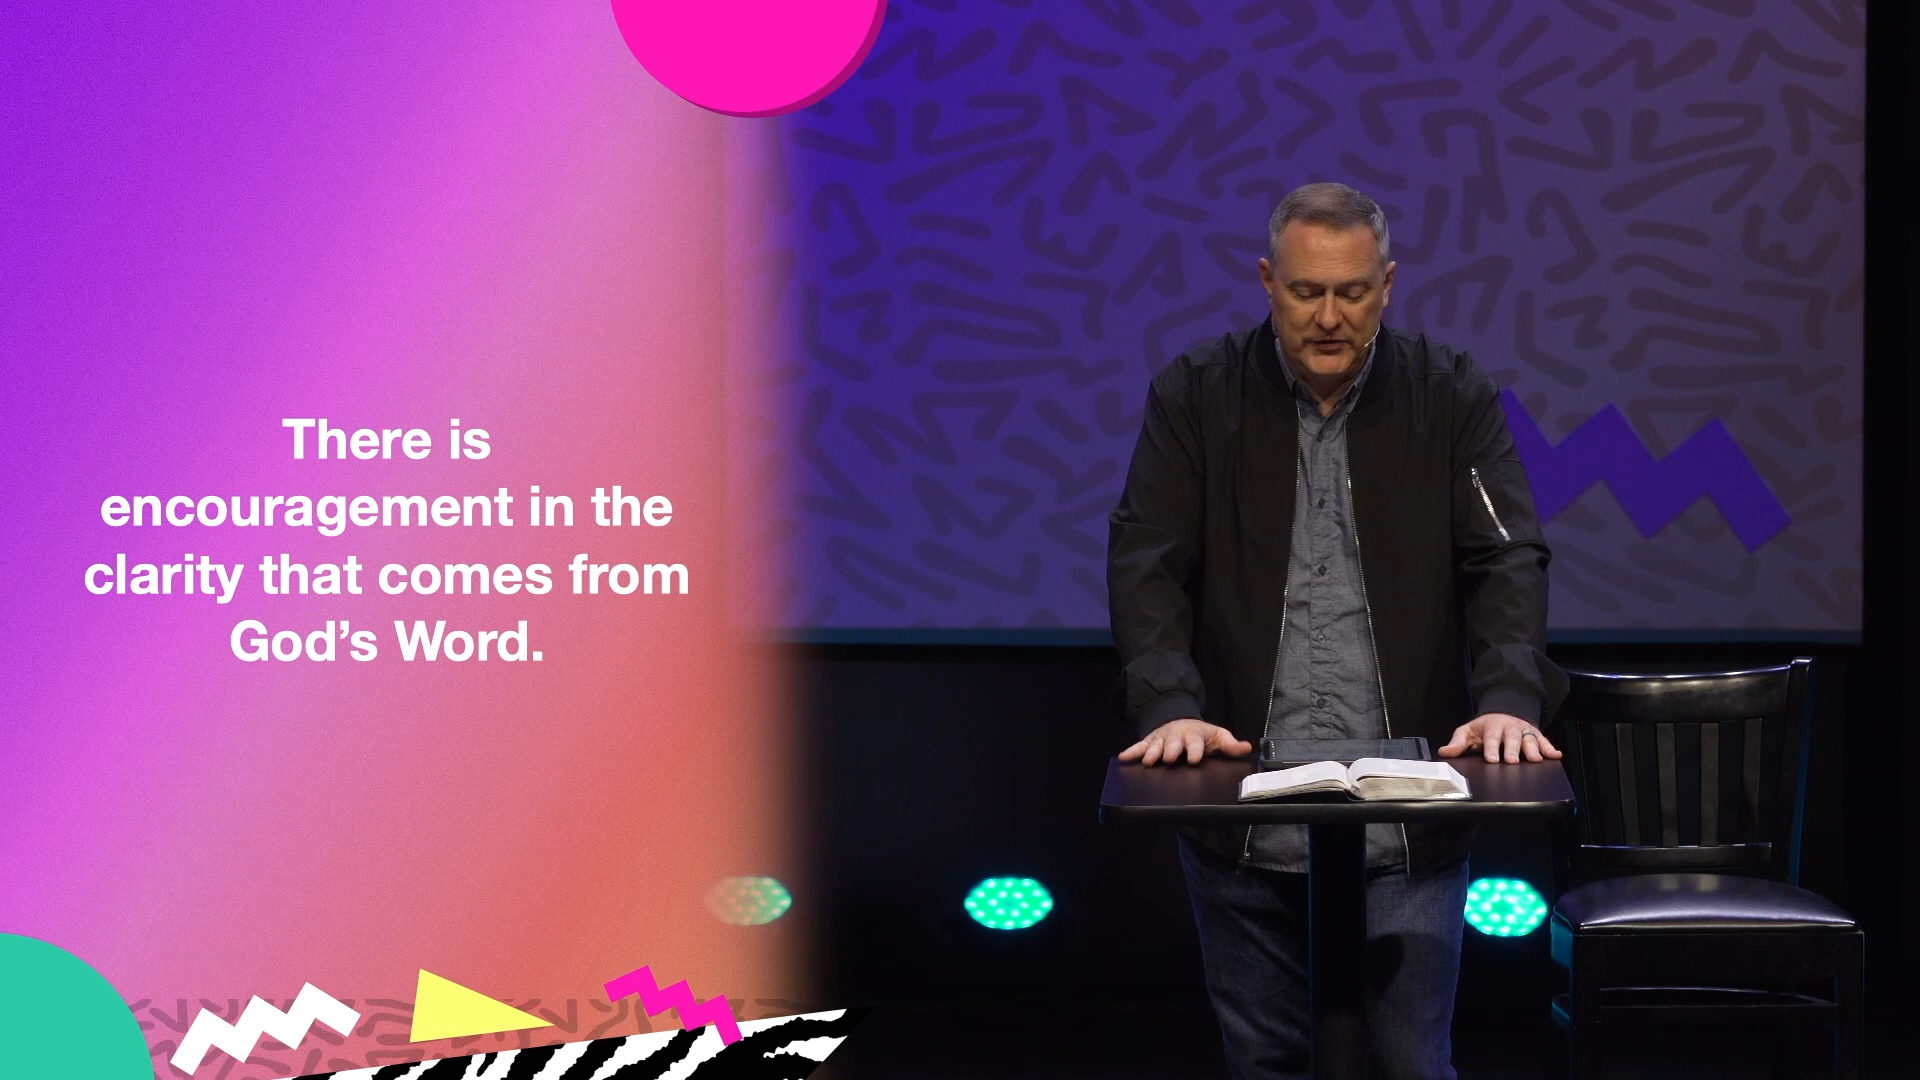 There is
encouragement in the
clarity that comes from
God’s Word.